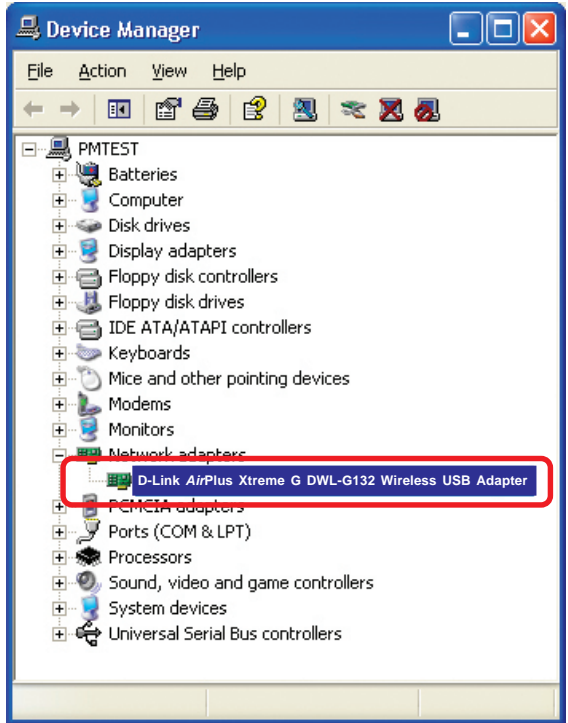 Device Manager
File Action View Help
PMTEST
Batteries
Computer
Disk drives
Display adapters
Floppy disk controllers
Floppy disk drives
IDE ATA/ATAPI controllers
Keyboards
Mice and other pointing devices
Modems
Monitors
Network adapters
D-Link AirPlus Xtreme G DWL-G132 Wireless USB Adapter
PCMCIA adapters
Ports (COM & LPT)
Processors
Sound, video and game controllers
System devices
Universal Serial Bus controllers